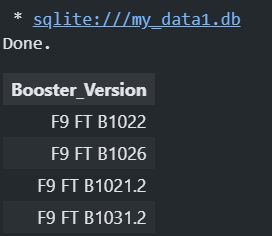 * sqlite:///my_data1.db
Done.
Booster_Version
F9 FT B1022
F9 FT B1026
F9 FT B1021.2
F9 FT B1031.2